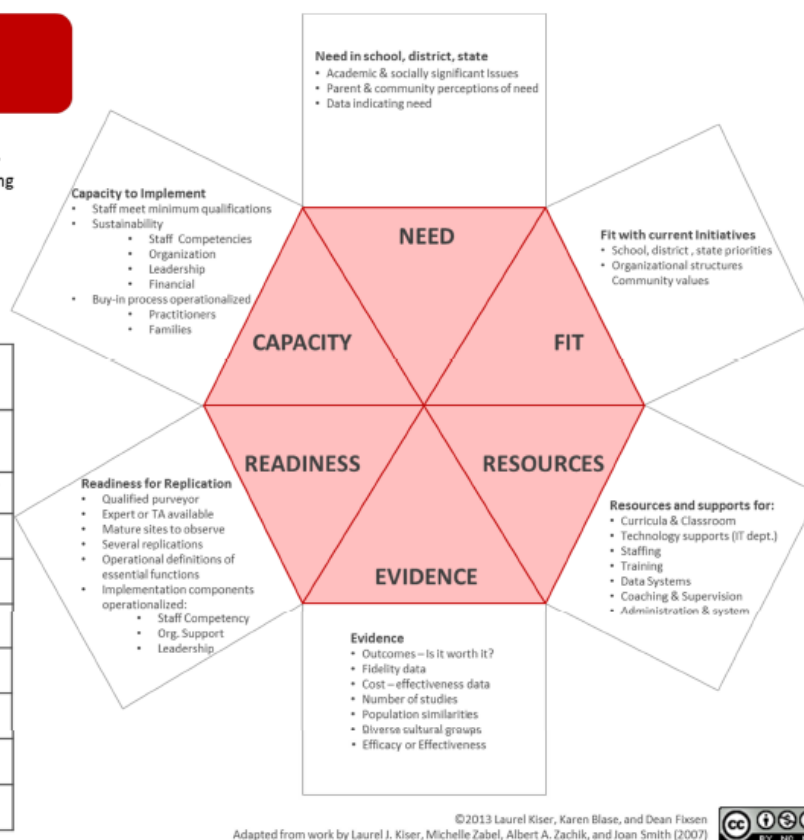 ng
Need in school, district, state
• Academic & socially significant Issues
• Parent & community perceptions of need
• Data indicating need
Capacity to Implement
• Staff meet minimum qualifications
• Sustainability
• Staff Competencies
• Organization
• Leadership
• Financial
• Buy-in process operationalized
• Practitioners
• Families
Fit with current Initiatives
• School, district , state priorities
• Organizational structures
Community values
NEED
CAPACITY
FIT
READINESS
RESOURCES
EVIDENCE
Readiness for Replication
• Qualified purveyor
• Expert or TA available
• Mature sites to observe
• Several replications
• Operational definitions of
essential functions
• Implementation components
operationalized:
• Staff Competency
• Org. Support
• Leadership
Resources and supports for:
• Curricula & Classroom
• Technology supports (IT dept.)
• Staffing
• Training
• Data Systems
• Coaching & Supervision
• Administration & system
Evidence
• Outcomes – Is it worth it?
• Fidelity data
• Cost – effectiveness data
• Number of studies
• Population similarities
• Diverse cultural groups
• Efficacy or Effectiveness
©2013 Laurel Kiser, Karen Blase, and Dean Fixsen
Adapted from work by Laurel J. Kiser, Michelle Zabel, Albert A. Zachik, and Joan Smith (2007)
cc